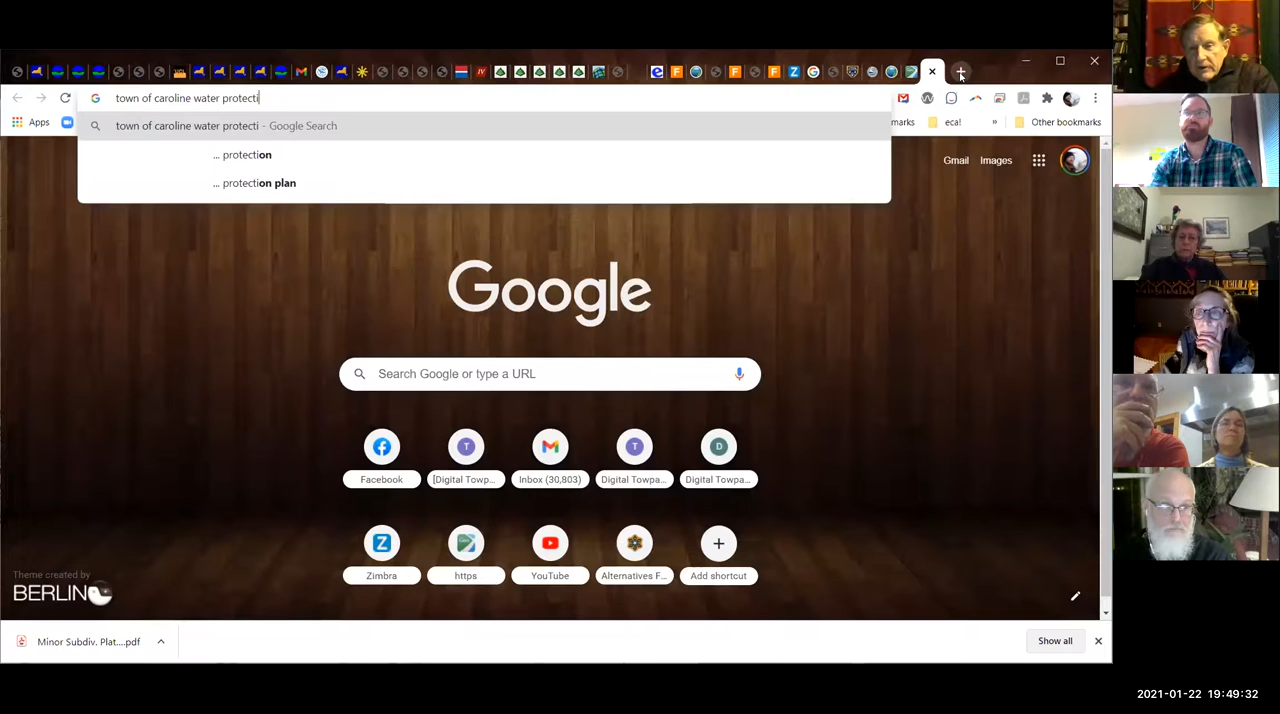 town of caroline water protecti
Apps
marks
eca!
»
Other bookmarks
town of caroline water protecti - Google Search
... protection
... protection plan
Gmail
Images
Google
Search Google or type a URL
Facebook
[Digital Towp...
Inbox (30,803)
Digital Towpa...
Digital Towpa...
Zimbra
https
YouTube
Alternatives F...
Add shortcut
Theme created by
BERLIN
Minor Subdiv. Plat....pdf
Show all
2021-01-22 19:49:32